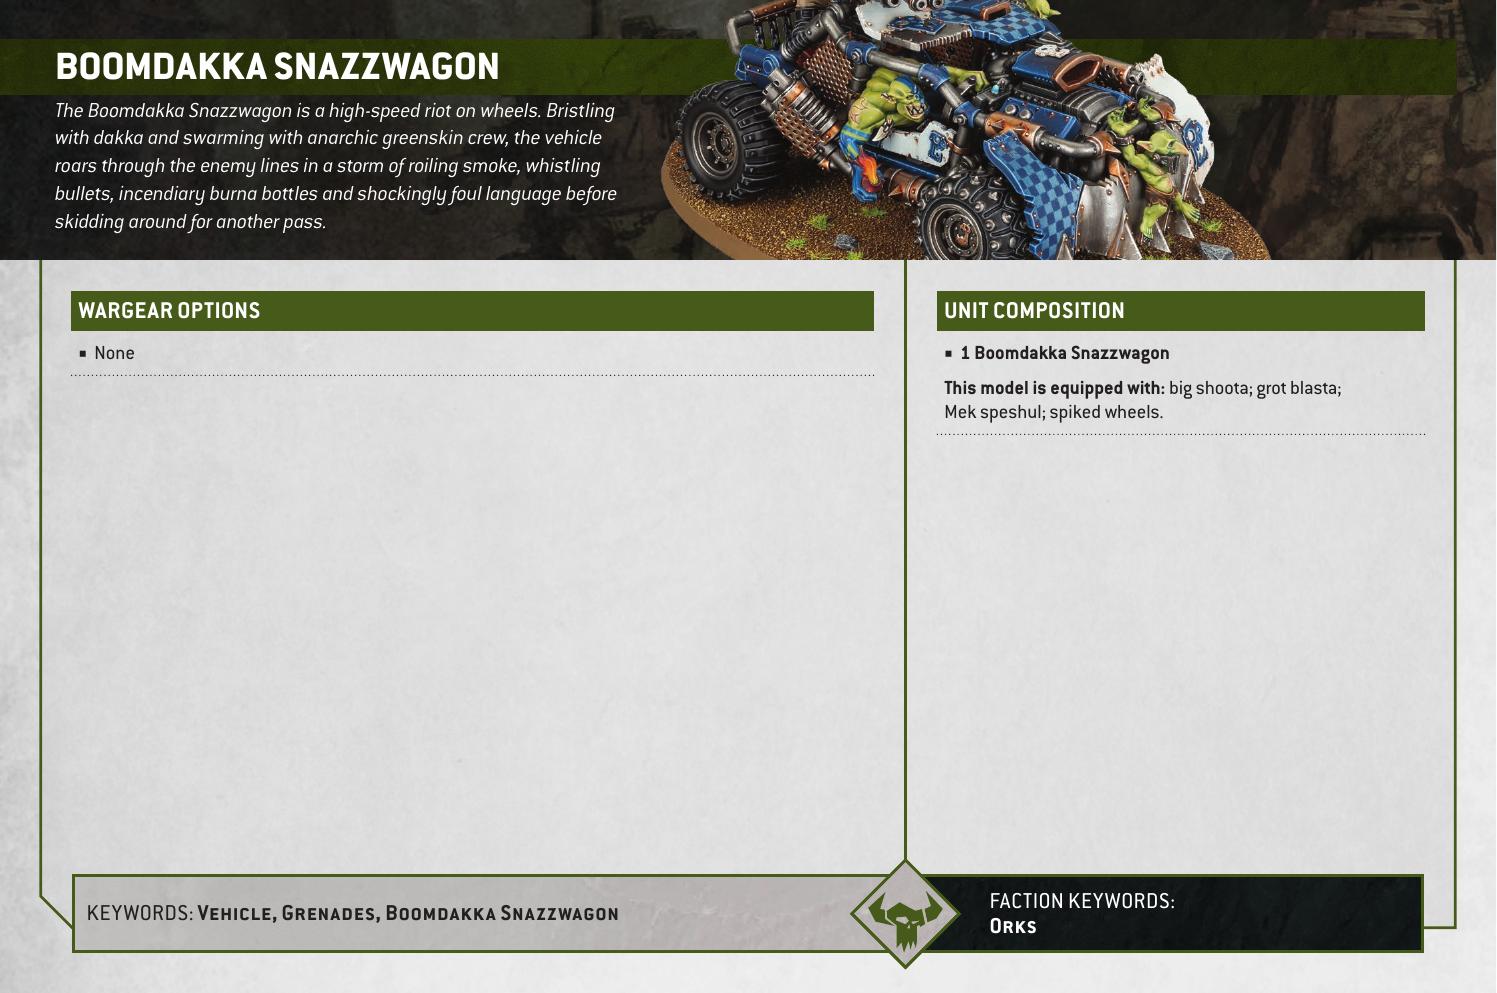 BOOMDAKKA SNAZZWAGON
The Boomdakka Snazzwagon is a high-speed riot on wheels. Bristling
with dakka and swarming with anarchic greenskin crew, the vehicle
roars through the enemy lines in a storm of roiling smoke, whistling
bullets, incendiary burna bottles and shockingly foul language before
skidding around for another pass.
WARGEAR OPTIONS
▪ None
UNIT COMPOSITION
▪ 1 Boomdakka Snazzwagon
This model is equipped with: big shoota; grot blasta;
Mek speshul; spiked wheels.
KEYWORDS: Vehicle, Grenades, Boomdakka Snazzwagon
FACTION KEYWORDS:
Orks